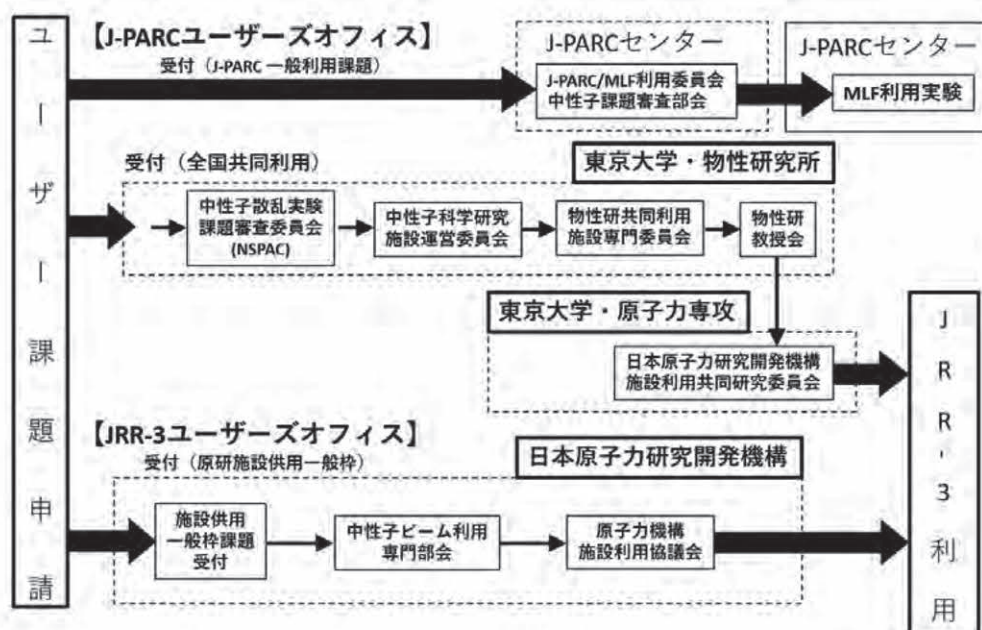 ユーザー課題申請
【J-PARCユーザーズオフィス】
受付（J-PARC 一般利用課題）
J-PARCセンター
J-PARC/MLF利用委員会
中性子課題審査部会
J-PARCセンター
MLF利用実験
受付（全国共同利用）
東京大学・物性研究所
中性子散乱実験
課題審査委員会
(NSPAC)
中性子科学研究
施設運営委員会
物性研共同利用
施設専門委員会
物性研
教授会
東京大学・原子力専攻
日本原子力研究開発機構
施設利用共同研究委員会
【JRR-3ユーザーズオフィス】
受付（原研施設供用一般枠）
日本原子力研究開発機構
施設供用
一般枠課題
受付
中性子ビーム利用
専門部会
原子力機構
施設利用協議会
JRR-3利用